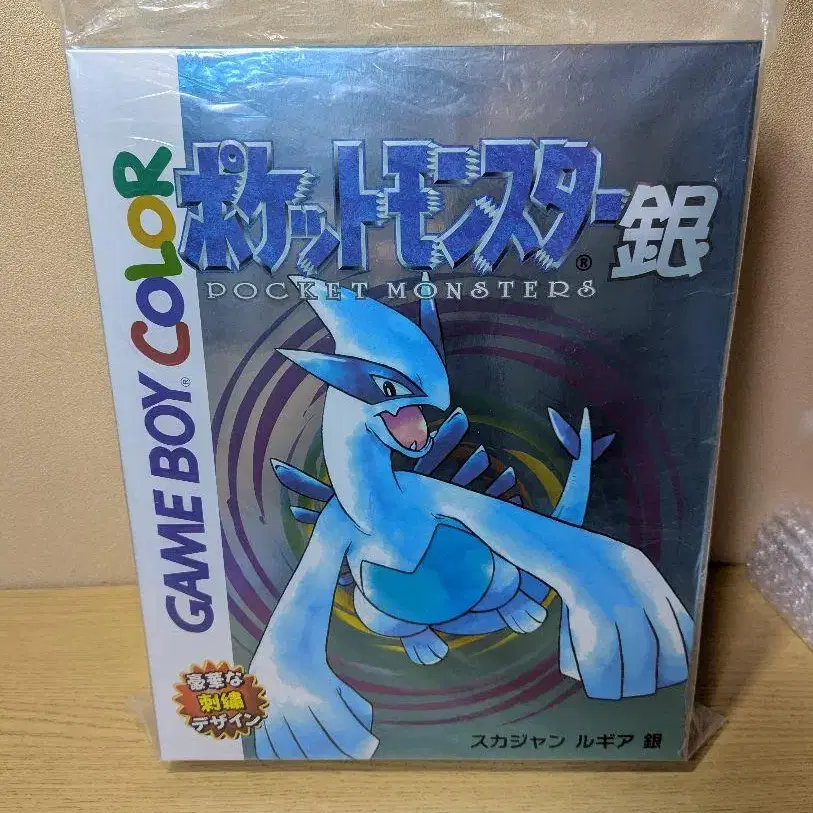 GAME BOY® COLOR
ポケットモンスター® 銀
POCKET MONSTERS
豪華な
刺繍
デザイン
スカジャン ルギア 銀